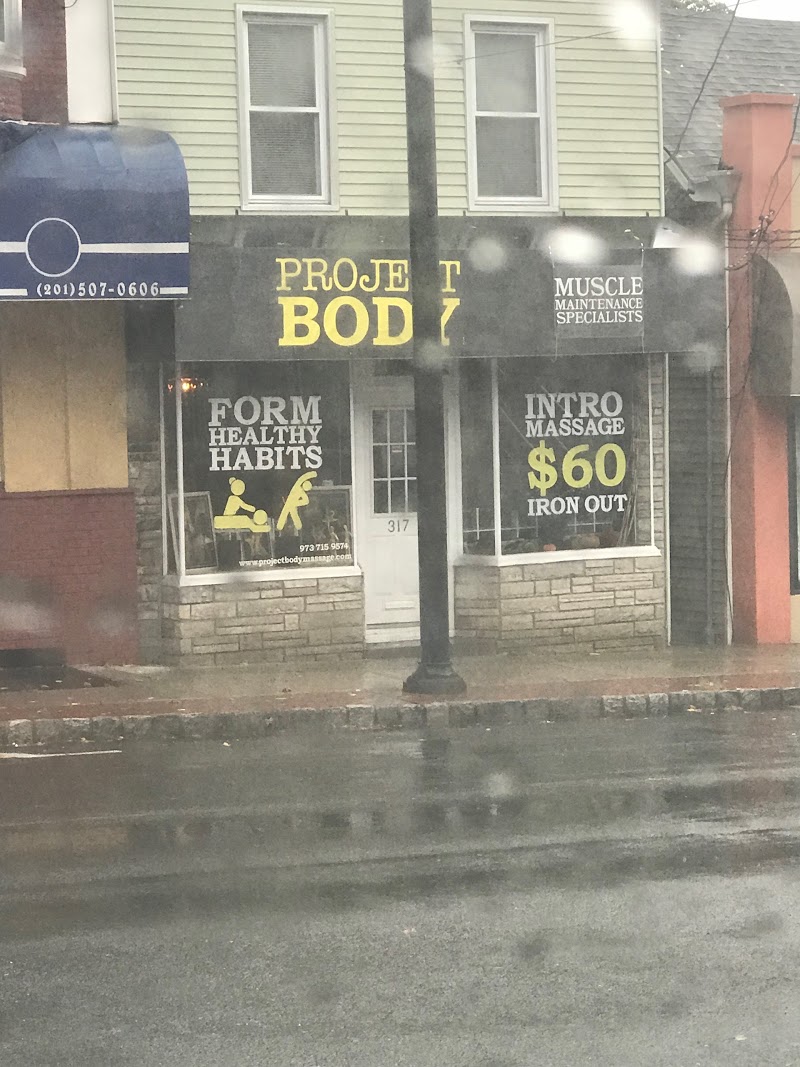 PROJECT
BODY
MUSCLE
MAINTENANCE
SPECIALISTS
(201)507-0606
FORM
HEALTHY
HABITS
973 715 9574
www.projectbodymassage.com
317
INTRO
MASSAGE
$60
IRON OUT